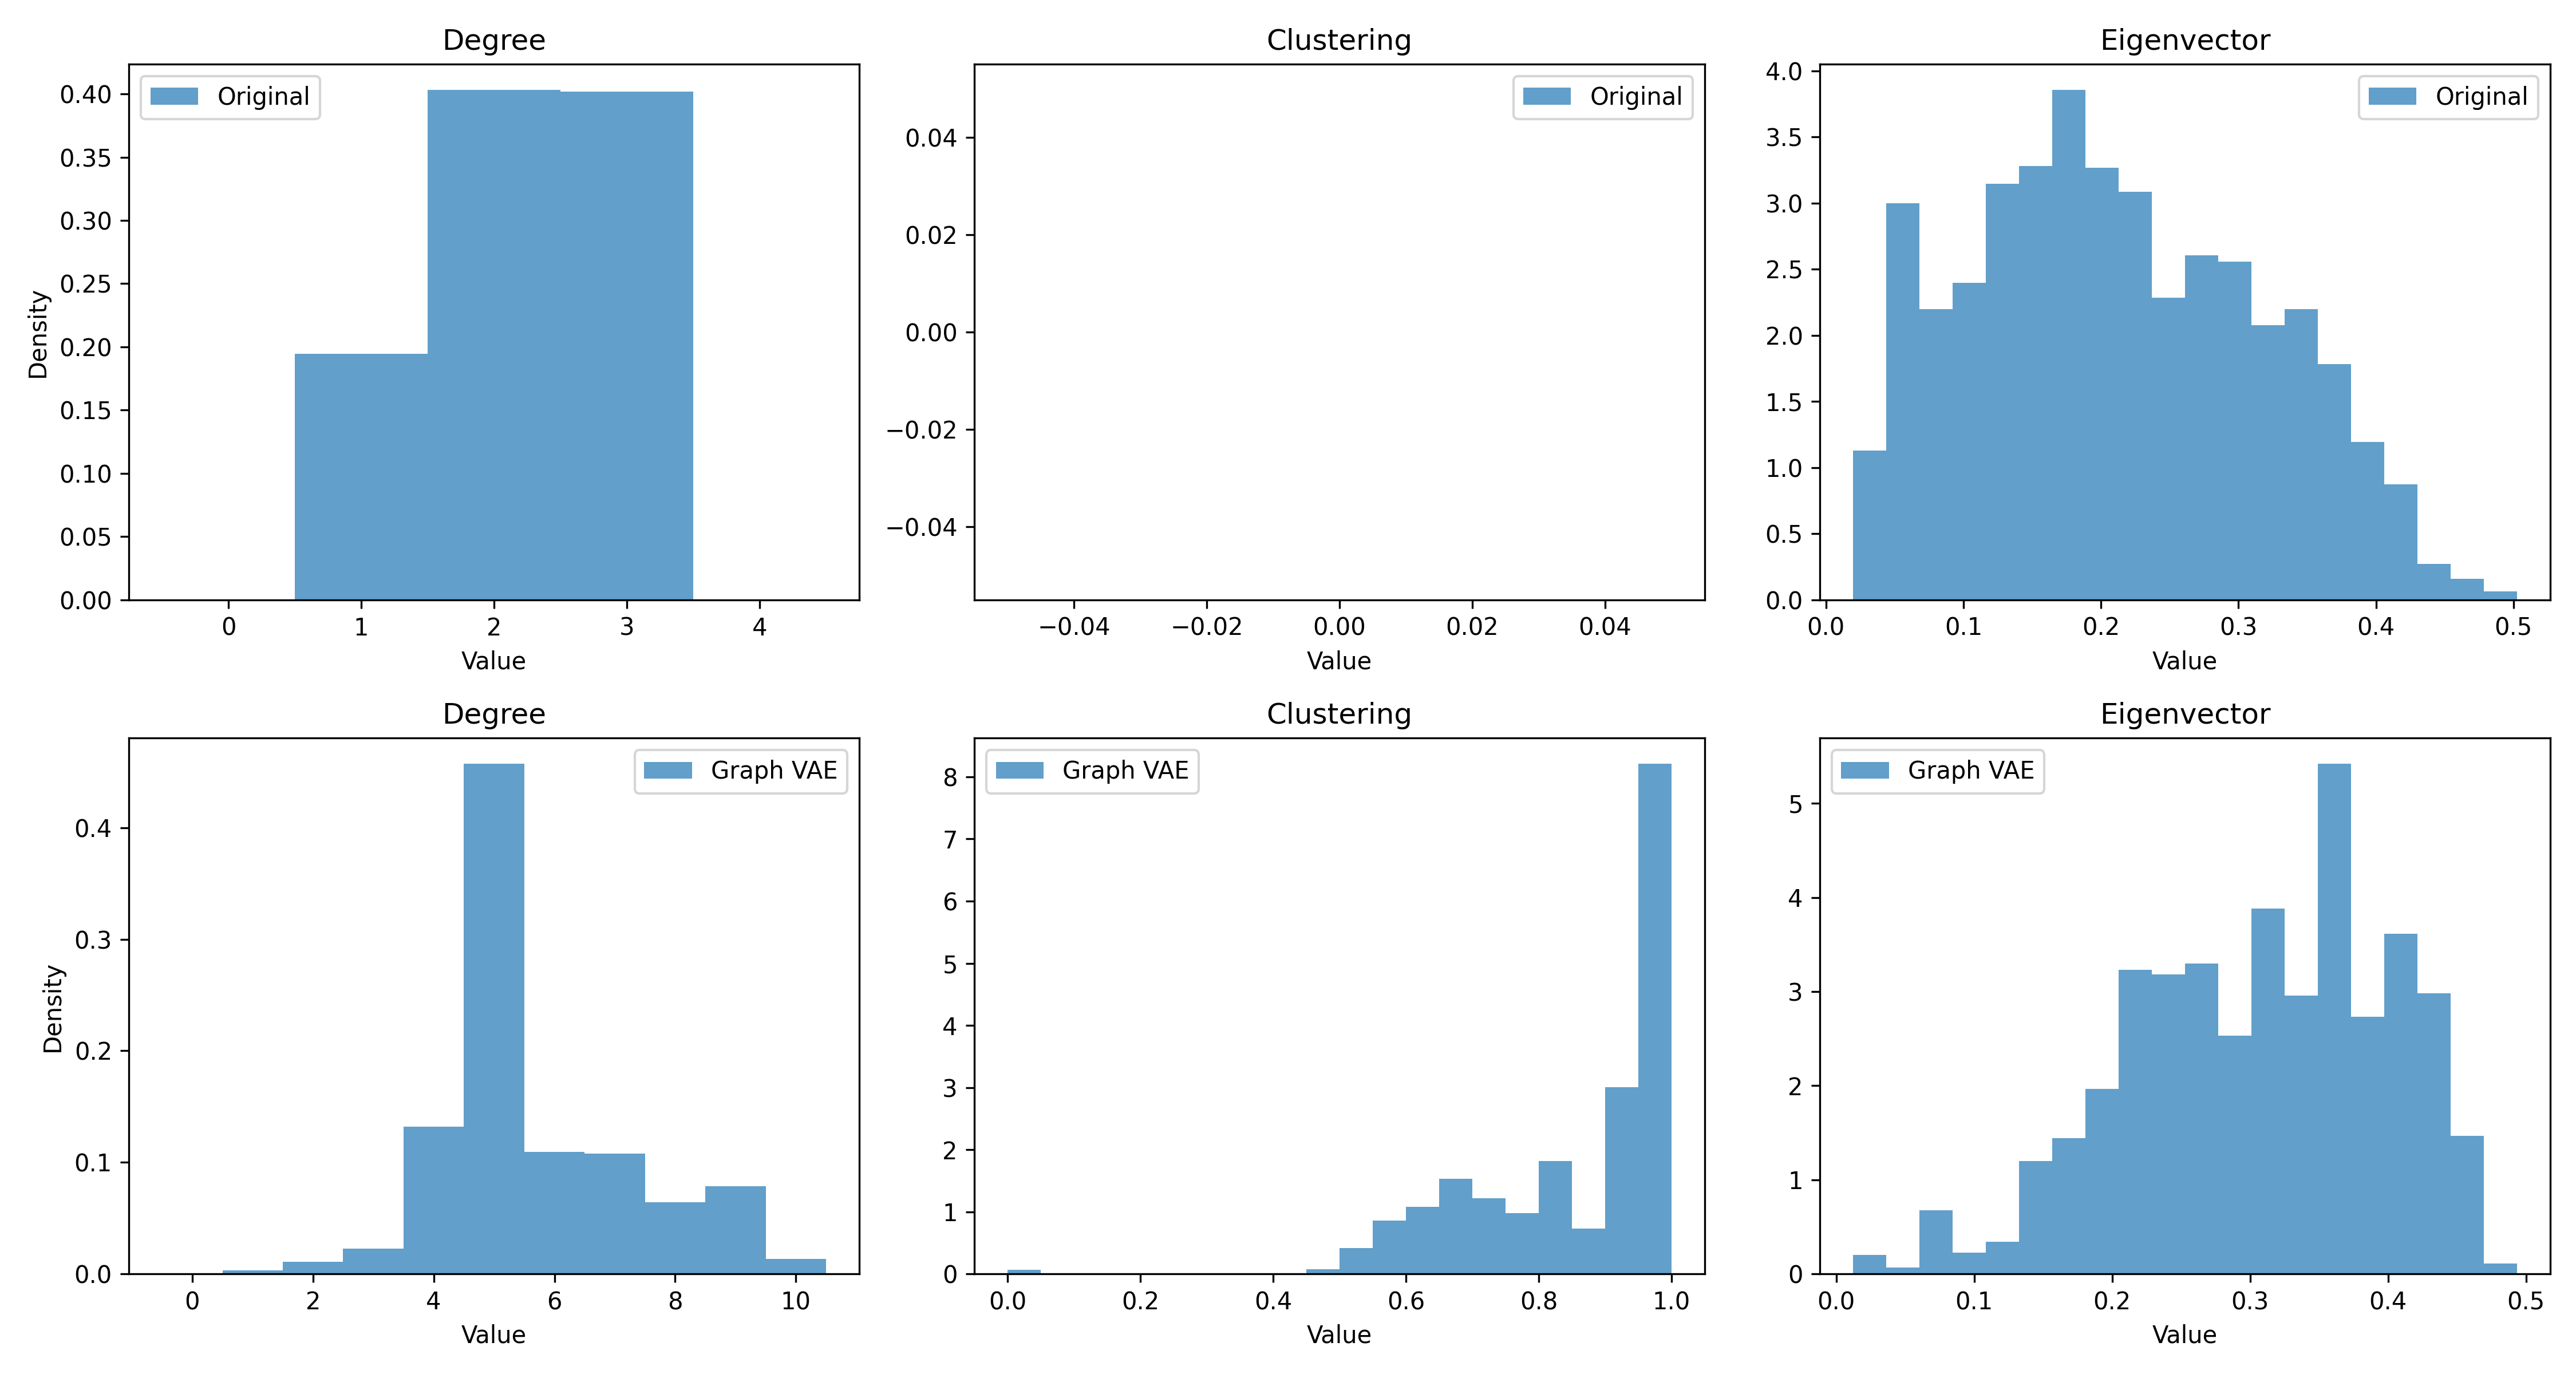 Degree
Original
Density
0.40
0.35
0.30
0.25
0.20
0.15
0.10
0.05
0.00
0 1 2 3 4
Value
Clustering
Original
0.04
0.02
0.00
−0.02
−0.04
−0.04 −0.02 0.00 0.02 0.04
Value
Eigenvector
Original
4.0
3.5
3.0
2.5
2.0
1.5
1.0
0.5
0.0
0.0 0.1 0.2 0.3 0.4 0.5
Value
Degree
Graph VAE
Density
0.4
0.3
0.2
0.1
0.0
0 2 4 6 8 10
Value
Clustering
Graph VAE
8
7
6
5
4
3
2
1
0
0.0 0.2 0.4 0.6 0.8 1.0
Value
Eigenvector
Graph VAE
5
4
3
2
1
0
0.0 0.1 0.2 0.3 0.4 0.5
Value